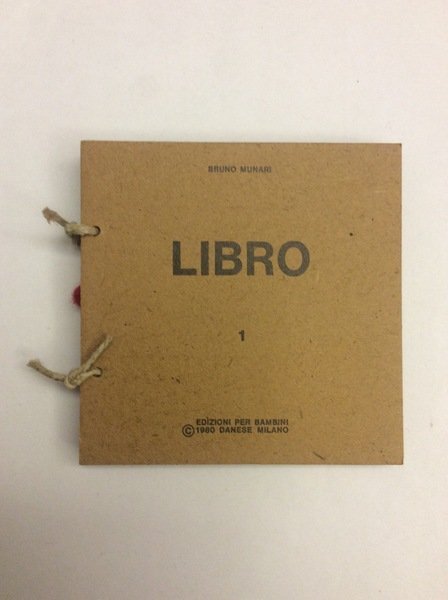 BRUNO MUNARI
LIBRO
1
EDIZIONI PER BAMBINI
© 1980 DANESE MILANO